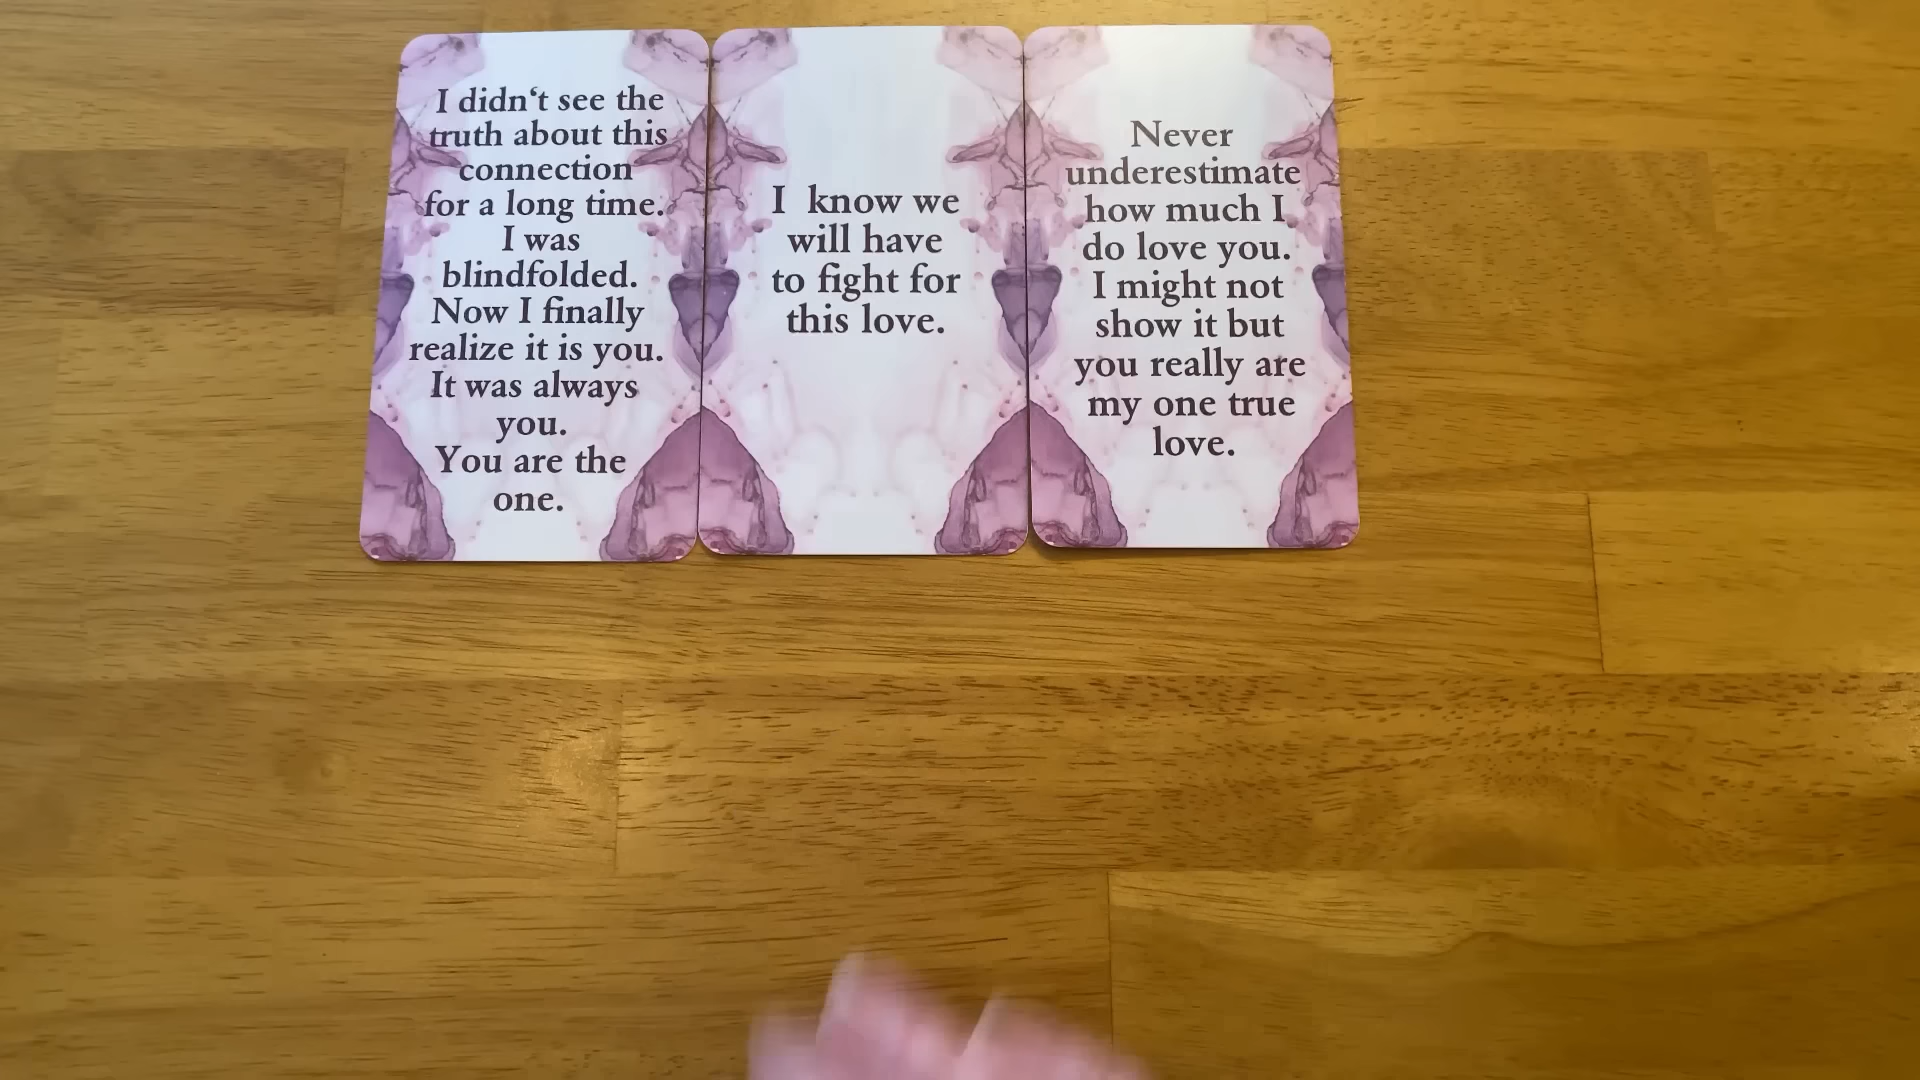 I didn‘t see the
truth about this
connection
for a long time.
I was
blindfolded.
Now I finally
realize it is you.
It was always
you.
You are the
one.
I know we
will have
to fight for
this love.
Never
underestimate
how much I
do love you.
I might not
show it but
you really are
my one true
love.